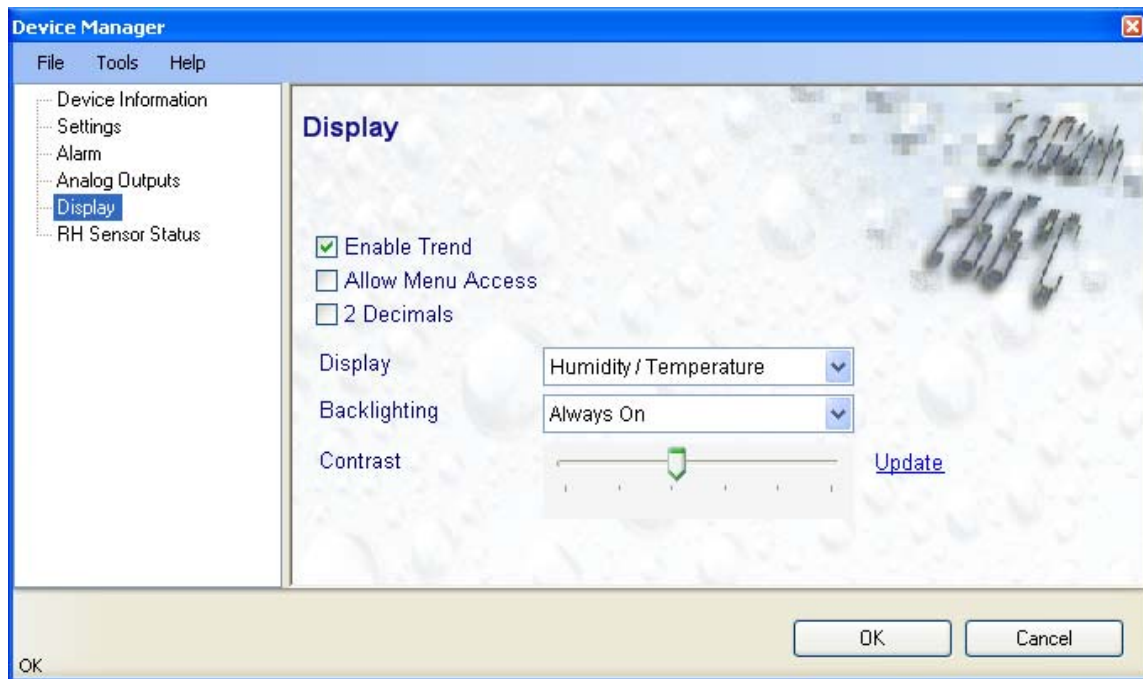 Device Manager
File Tools Help
Device Information
Settings
Alarm
Analog Outputs
Display
RH Sensor Status
Display
Enable Trend
Allow Menu Access
2 Decimals
Display
Humidity / Temperature
Backlighting
Always On
Contrast
Update
OK
Cancel
OK